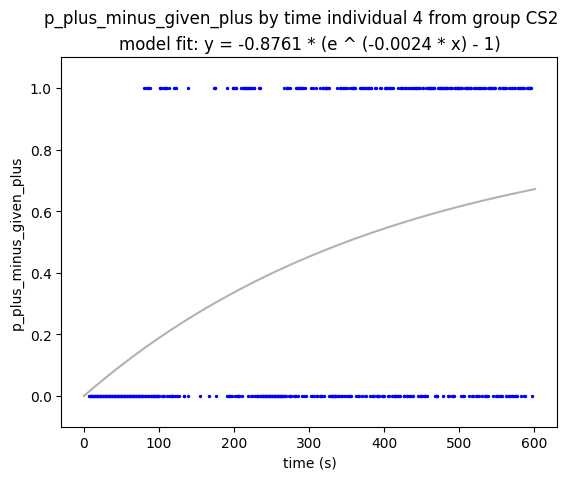 p_plus_minus_given_plus by time individual 4 from group CS2
model fit: y = -0.8761 * (e ^ (-0.0024 * x) - 1)
1.0
0.8
0.6
0.4
0.2
0.0
p_plus_minus_given_plus
0 100 200 300 400 500 600
time (s)